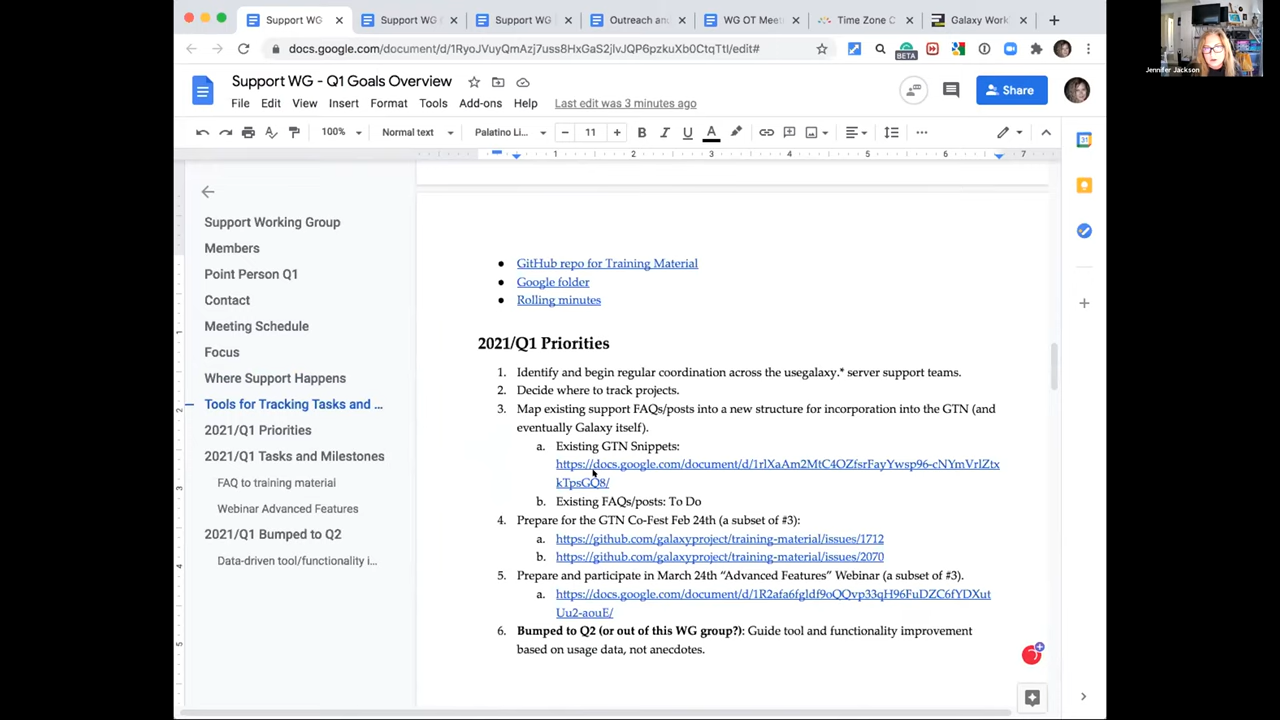 Support WG
Support WG
Support WG
Outreach an
WG OT Mee
Time Zone C
Galaxy Work
docs.google.com/document/d/1RyoJVuyQmAzj7uss8HxGaS2jlvJQP6pzkuXb0CtqTtI/edit#
BETA
Jennifer Jackson
Support WG - Q1 Goals Overview
File Edit View Insert Format Tools Add-ons Help Last edit was 3 minutes ago
Share
100% Normal text Palatino Li... 11 B I U A
1 2 3 4 5 6 7
Support Working Group
Members
Point Person Q1
Contact
Meeting Schedule
Focus
Where Support Happens
Tools for Tracking Tasks and ...
2021/Q1 Priorities
2021/Q1 Tasks and Milestones
FAQ to training material
Webinar Advanced Features
2021/Q1 Bumped to Q2
Data-driven tool/functionality i...
● GitHub repo for Training Material
● Google folder
● Rolling minutes
2021/Q1 Priorities
1. Identify and begin regular coordination across the usegalaxy.* server support teams.
2. Decide where to track projects.
3. Map existing support FAQs/posts into a new structure for incorporation into the GTN (and
eventually Galaxy itself).
a. Existing GTN Snippets:
https://docs.google.com/document/d/1rlXaAm2MtC4OZfsrFayYwsp96-cNYmVrlZtx
kTpsGQ8/
b. Existing FAQs/posts: To Do
4. Prepare for the GTN Co-Fest Feb 24th (a subset of #3):
a. https://github.com/galaxyproject/training-material/issues/1712
b. https://github.com/galaxyproject/training-material/issues/2070
5. Prepare and participate in March 24th “Advanced Features” Webinar (a subset of #3).
a. https://docs.google.com/document/d/1R2afa6fgldf9oQQvp33qH96FuDZC6fYDXut
Uu2-aouE/
6. Bumped to Q2 (or out of this WG group?): Guide tool and functionality improvement
based on usage data, not anecdotes.